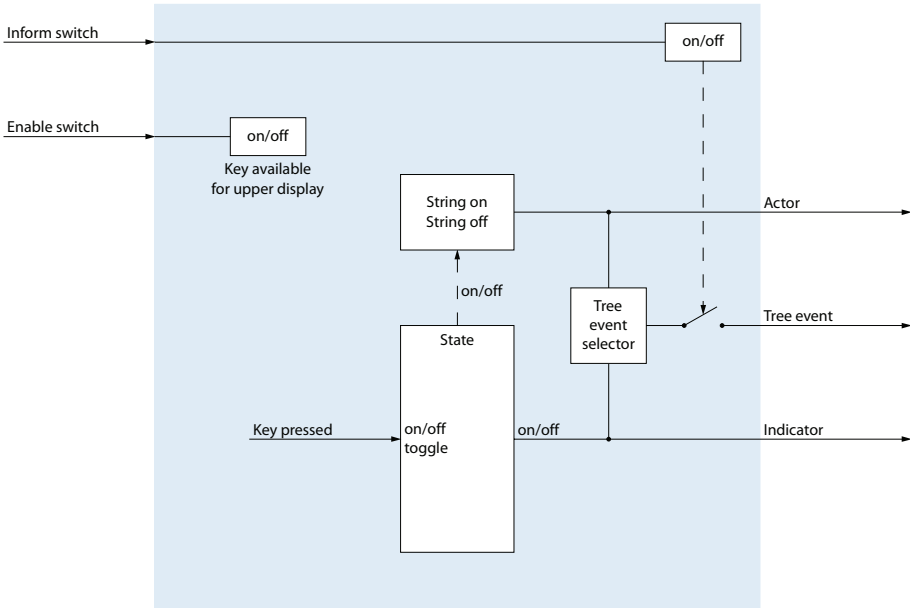 Inform switch
on/off
Enable switch
on/off
Key available
for upper display
String on
String off
Actor
on/off
Tree
event
selector
Tree event
State
Key pressed
on/off
toggle
on/off
Indicator